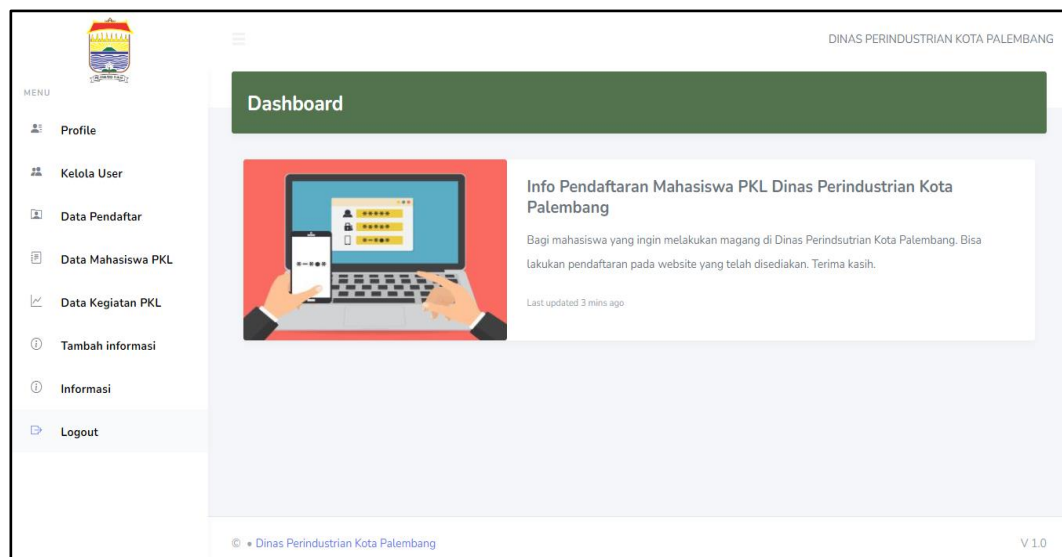 DINAS PERINDUSTRIAN KOTA PALEMBANG
MENU
Profile
Kelola User
Data Pendaftar
Data Mahasiswa PKL
Data Kegiatan PKL
Tambah informasi
Informasi
Logout
Dashboard
Info Pendaftaran Mahasiswa PKL Dinas Perindustrian Kota
Palembang
Bagi mahasiswa yang ingin melakukan magang di Dinas Perindsutrian Kota Palembang. Bisa
lakukan pendaftaran pada website yang telah disediakan. Terima kasih.
Last updated 3 mins ago
© • Dinas Perindustrian Kota Palembang
V 1.0